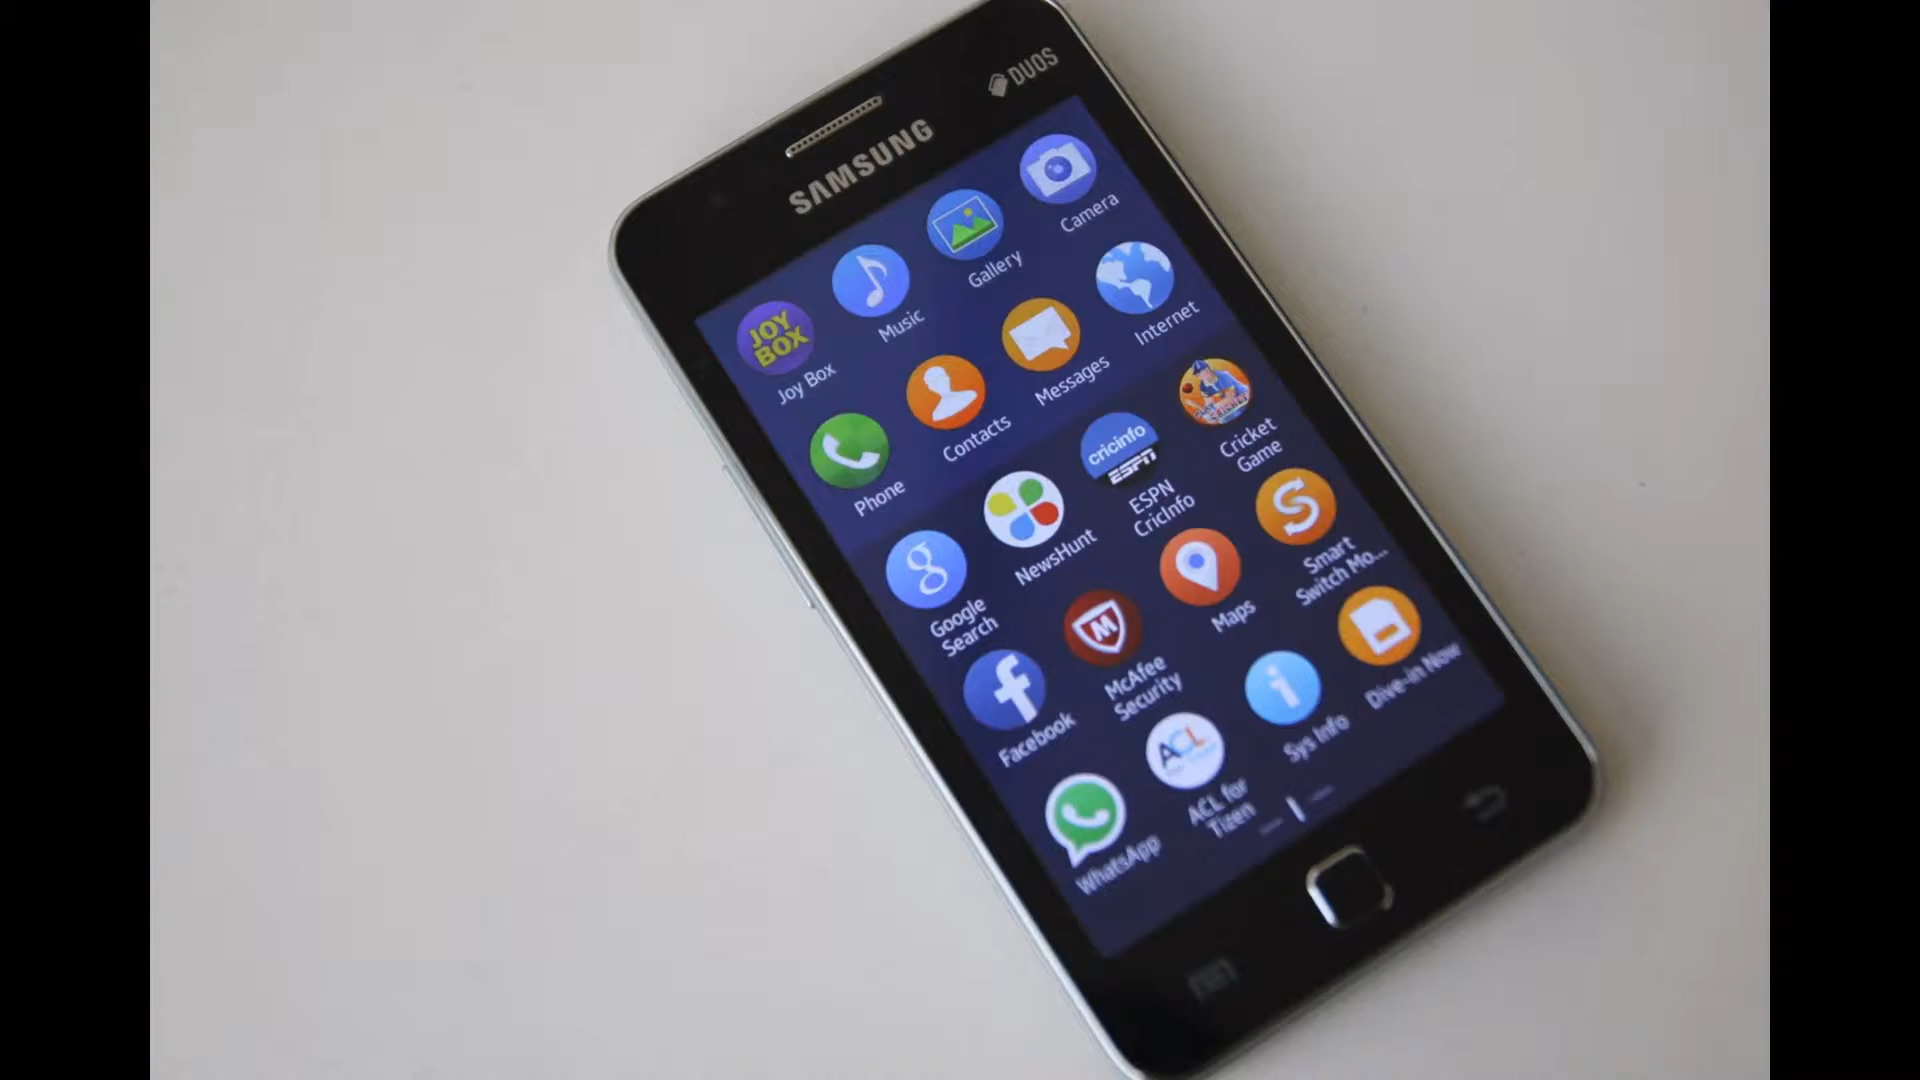 DUOS
SAMSUNG
JOY
BOX
Joy Box
Music
Gallery
Camera
Phone
Contacts
Messages
Internet
g
Google
Search
NewsHunt
cricinfo
ESPN
ESPN
CricInfo
Cricket
Game
f
Facebook
M
McAfee
Security
Maps
S
Smart
Switch Mo...
WhatsApp
ACL
ACL for
Tizen
i
Sys Info
Dive-in Now